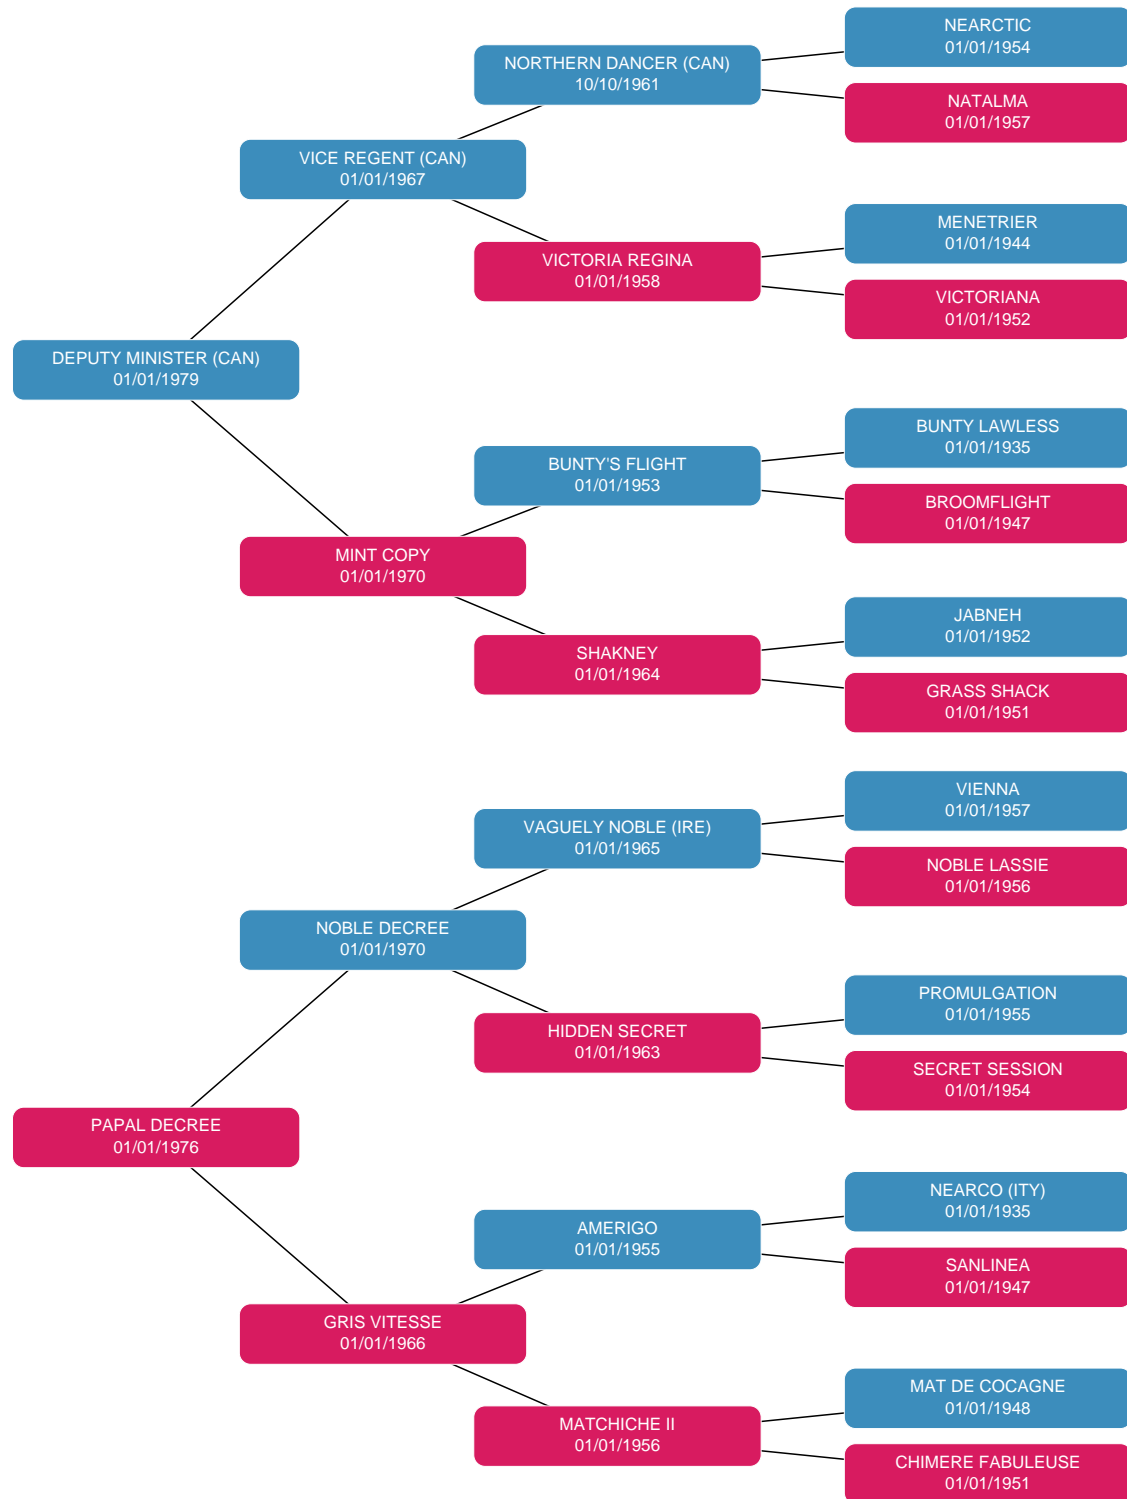 NEARCTIC
01/01/1954
NORTHERN DANCER (CAN)
10/10/1961
NATALMA
01/01/1957
VICE REGENT (CAN)
01/01/1967
MENETRIER
01/01/1944
VICTORIA REGINA
01/01/1958
VICTORIANA
01/01/1952
DEPUTY MINISTER (CAN)
01/01/1979
BUNTY LAWLESS
01/01/1935
BUNTY'S FLIGHT
01/01/1953
BROOMFLIGHT
01/01/1947
MINT COPY
01/01/1970
JABNEH
01/01/1952
SHAKNEY
01/01/1964
GRASS SHACK
01/01/1951
VIENNA
01/01/1957
VAGUELY NOBLE (IRE)
01/01/1965
NOBLE LASSIE
01/01/1956
NOBLE DECREE
01/01/1970
PROMULGATION
01/01/1955
HIDDEN SECRET
01/01/1963
SECRET SESSION
01/01/1954
PAPAL DECREE
01/01/1976
NEARCO (ITY)
01/01/1935
AMERIGO
01/01/1955
SANLINEA
01/01/1947
GRIS VITESSE
01/01/1966
MAT DE COCAGNE
01/01/1948
MATCHICHE II
01/01/1956
CHIMERE FABULEUSE
01/01/1951